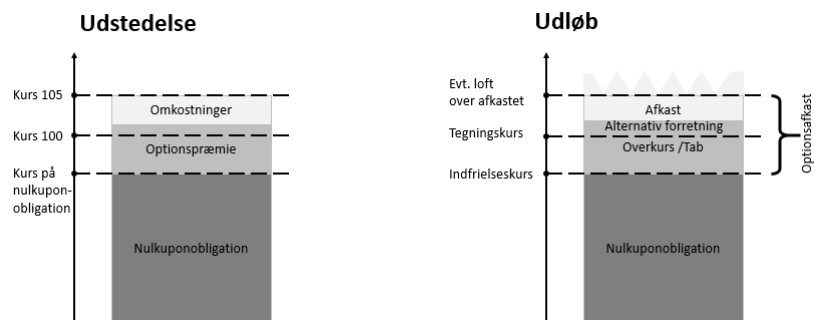 Udstedelse
Kurs 105
Kurs 100
Kurs på
nulkupon-
obligation
Omkostninger
Optionspræmie
Nulkuponobligation
Udløb
Evt. loft
over afkastet
Tegningskurs
Indfrielseskurs
Afkast
Alternativ forretning
Overkurs /Tab
Nulkuponobligation
Optionsafkast